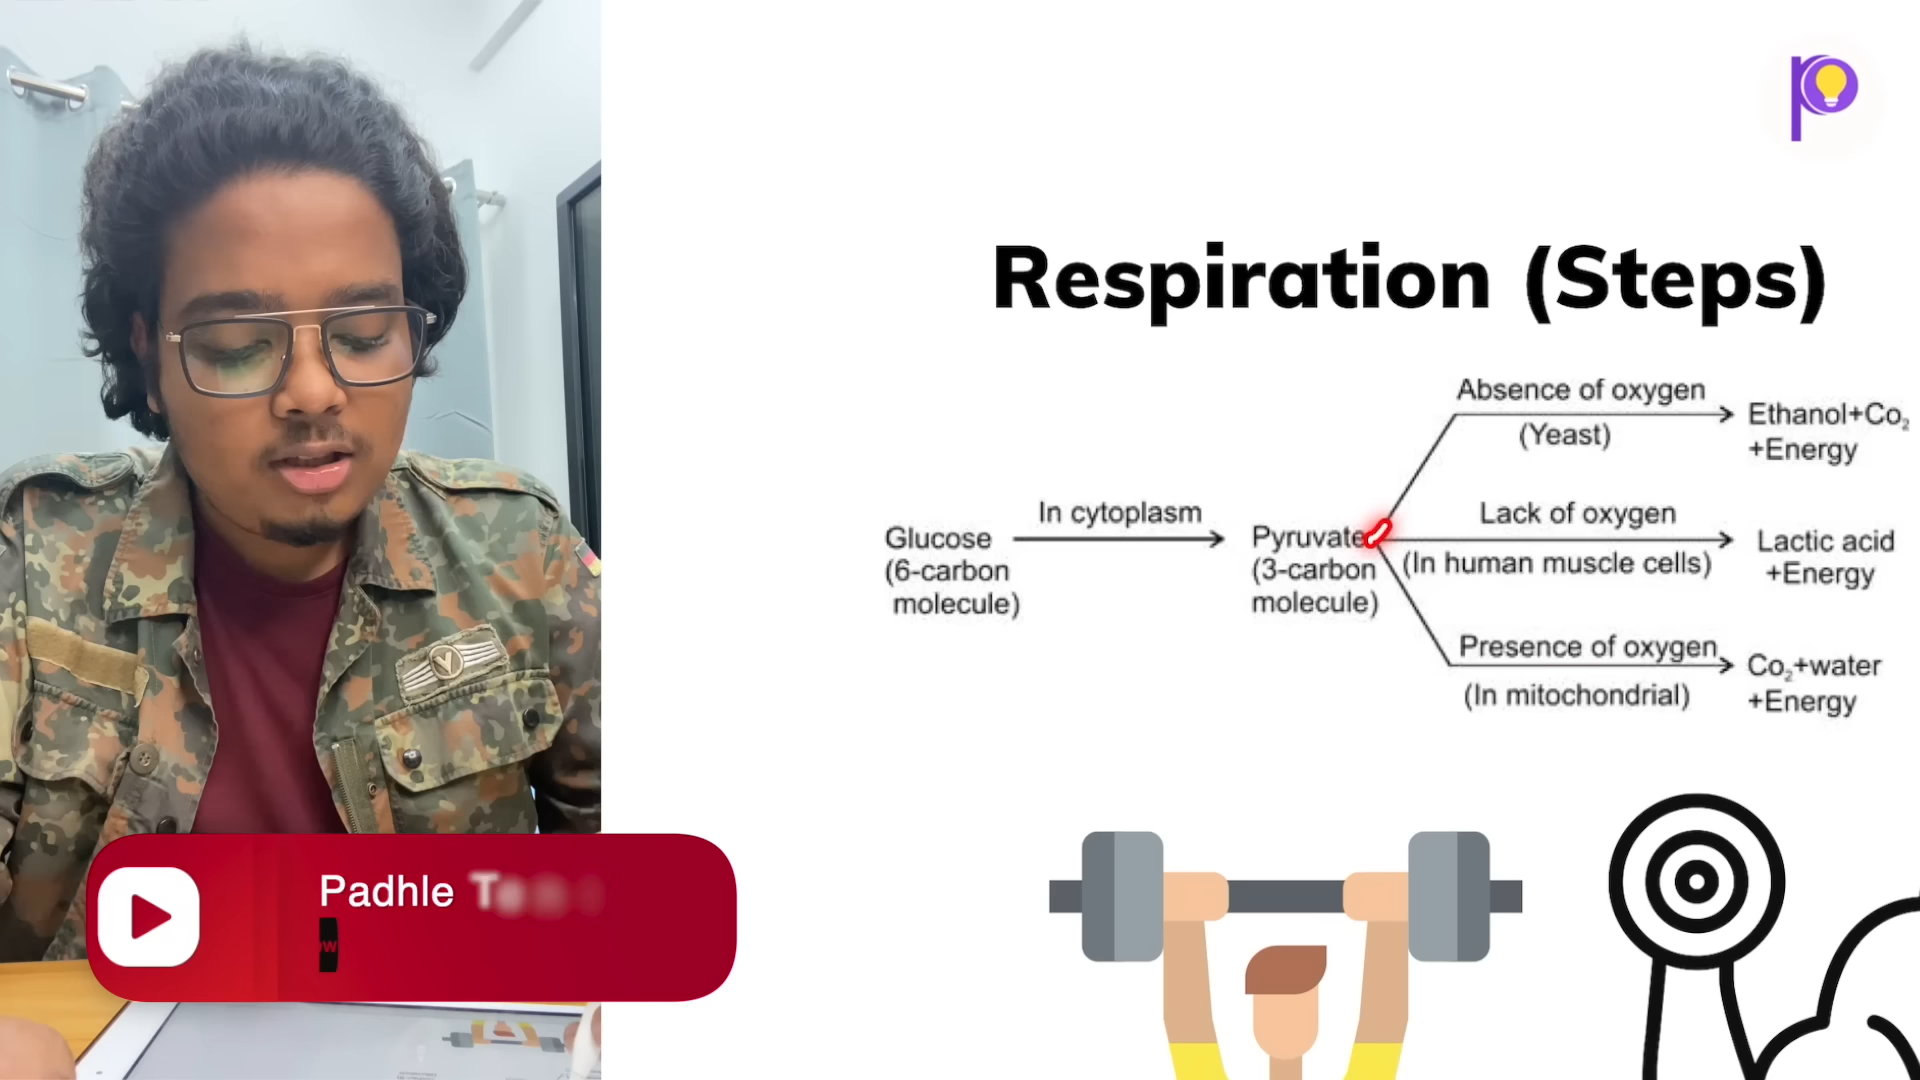 Respiration (Steps)
Absence of oxygen
(Yeast)
Ethanol+Co₂
+Energy
In cytoplasm
Glucose
(6-carbon
molecule)
Pyruvate
(3-carbon
molecule)
Lack of oxygen
(In human muscle cells)
Lactic acid
+Energy
Presence of oxygen
(In mitochondrial)
Co₂+water
+Energy
Padhle